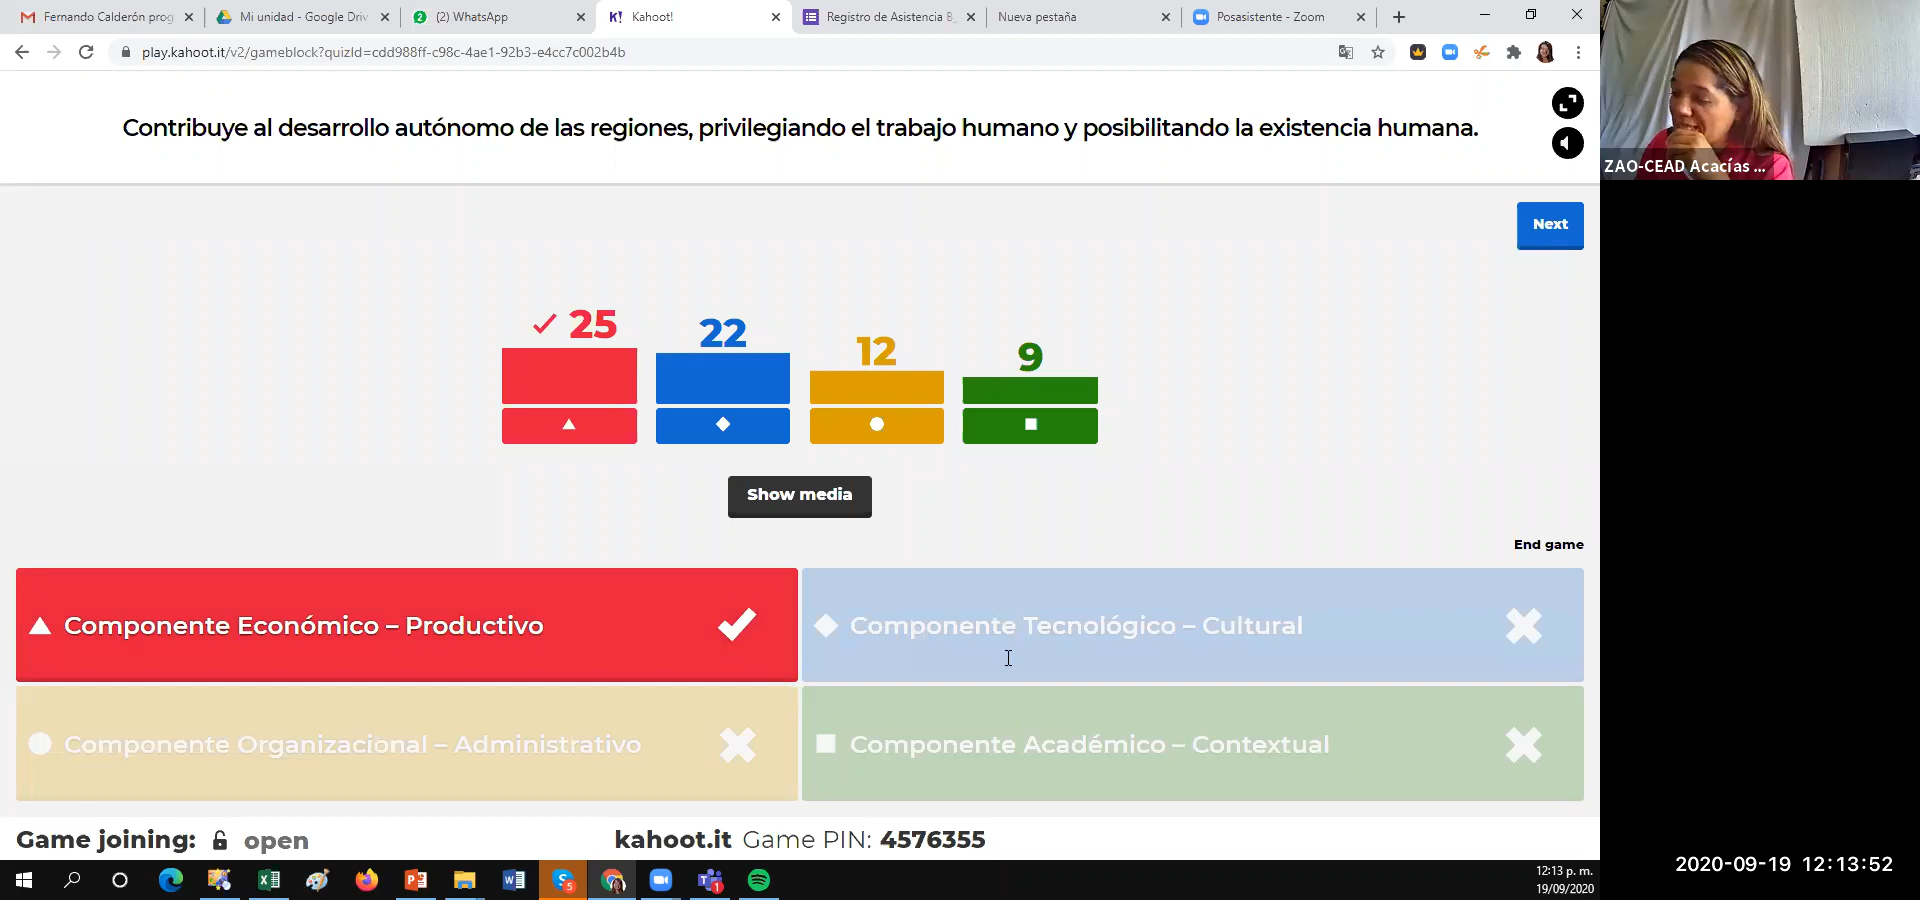 Fernando Calderón prog
Mi unidad - Google Driv
(2) WhatsApp
Kahoot!
Registro de Asistencia B_
Nueva pestaña
Posasistente - Zoom
play.kahoot.it/v2/gameblock?quizId=cdd988ff-c98c-4ae1-92b3-e4cc7c002b4b
Contribuye al desarrollo autónomo de las regiones, privilegiando el trabajo humano y posibilitando la existencia humana.
ZAO-CEAD Acacías ...
Next
25
22
12
9
Show media
End game
Componente Económico – Productivo
Componente Tecnológico – Cultural
Componente Organizacional – Administrativo
Componente Académico – Contextual
Game joining: open
kahoot.it Game PIN: 4576355
12:13 p. m.
19/09/2020
2020-09-19 12:13:52